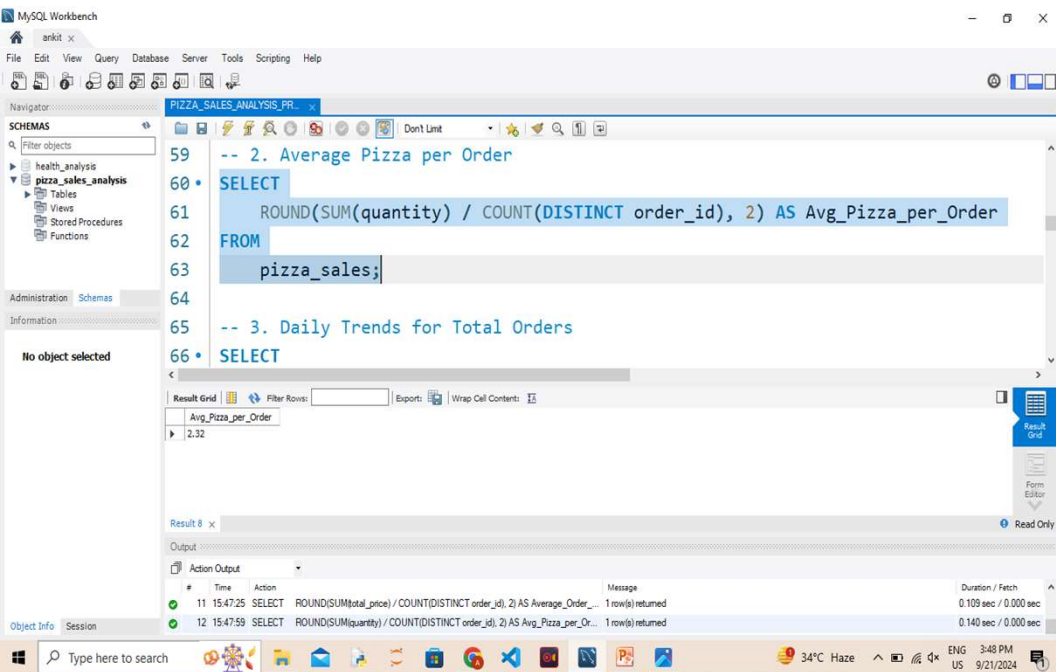 MySQL Workbench
ankit
File Edit View Query Database Server Tools Scripting Help
Navigator
PIZZA_SALES_ANALYSIS_PR...
SCHEMAS
Filter objects
health_analysis
pizza_sales_analysis
Tables
Views
Stored Procedures
Functions
Administration Schemas
Information
No object selected
Object Info Session
Don't Limit
59 -- 2. Average Pizza per Order
60 SELECT
61 ROUND(SUM(quantity) / COUNT(DISTINCT order_id), 2) AS Avg_Pizza_per_Order
62 FROM
63 pizza_sales;
64
65 -- 3. Daily Trends for Total Orders
66 SELECT
Result Grid Filter Rows: Export: Wrap Cell Content:
Avg_Pizza_per_Order
2.32
Result Grid
Form Editor
Result 8
Read Only
Output
Action Output
# Time Action Message Duration / Fetch
11 15:47:25 SELECT ROUND(SUM(total_price) / COUNT(DISTINCT order_id), 2) AS Average_Order_... 1 row(s) returned 0.109 sec / 0.000 sec
12 15:47:59 SELECT ROUND(SUM(quantity) / COUNT(DISTINCT order_id), 2) AS Avg_Pizza_per_Or... 1 row(s) returned 0.140 sec / 0.000 sec
Type here to search
34°C Haze
ENG US
3:48 PM
9/21/2024